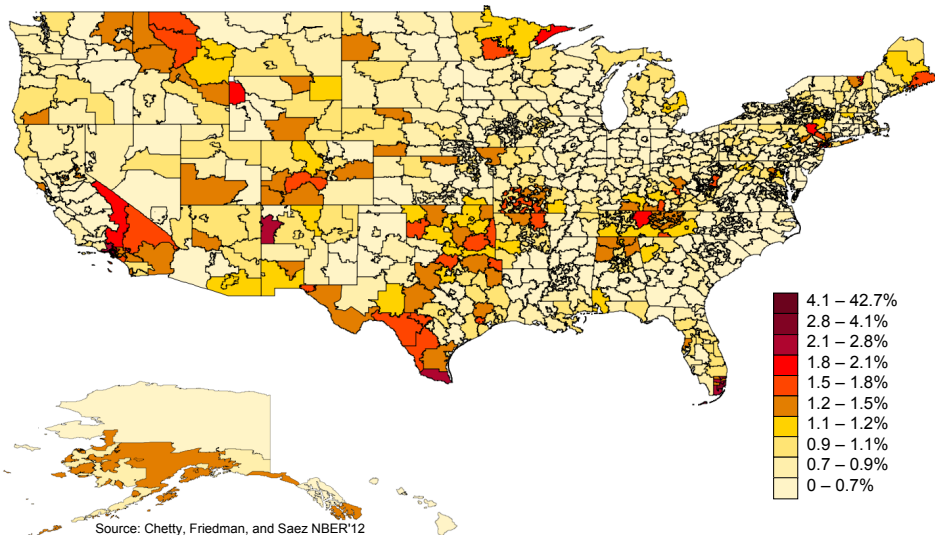 4.1 – 42.7%
2.8 – 4.1%
2.1 – 2.8%
1.8 – 2.1%
1.5 – 1.8%
1.2 – 1.5%
1.1 – 1.2%
0.9 – 1.1%
0.7 – 0.9%
0 – 0.7%
Source: Chetty, Friedman, and Saez NBER'12